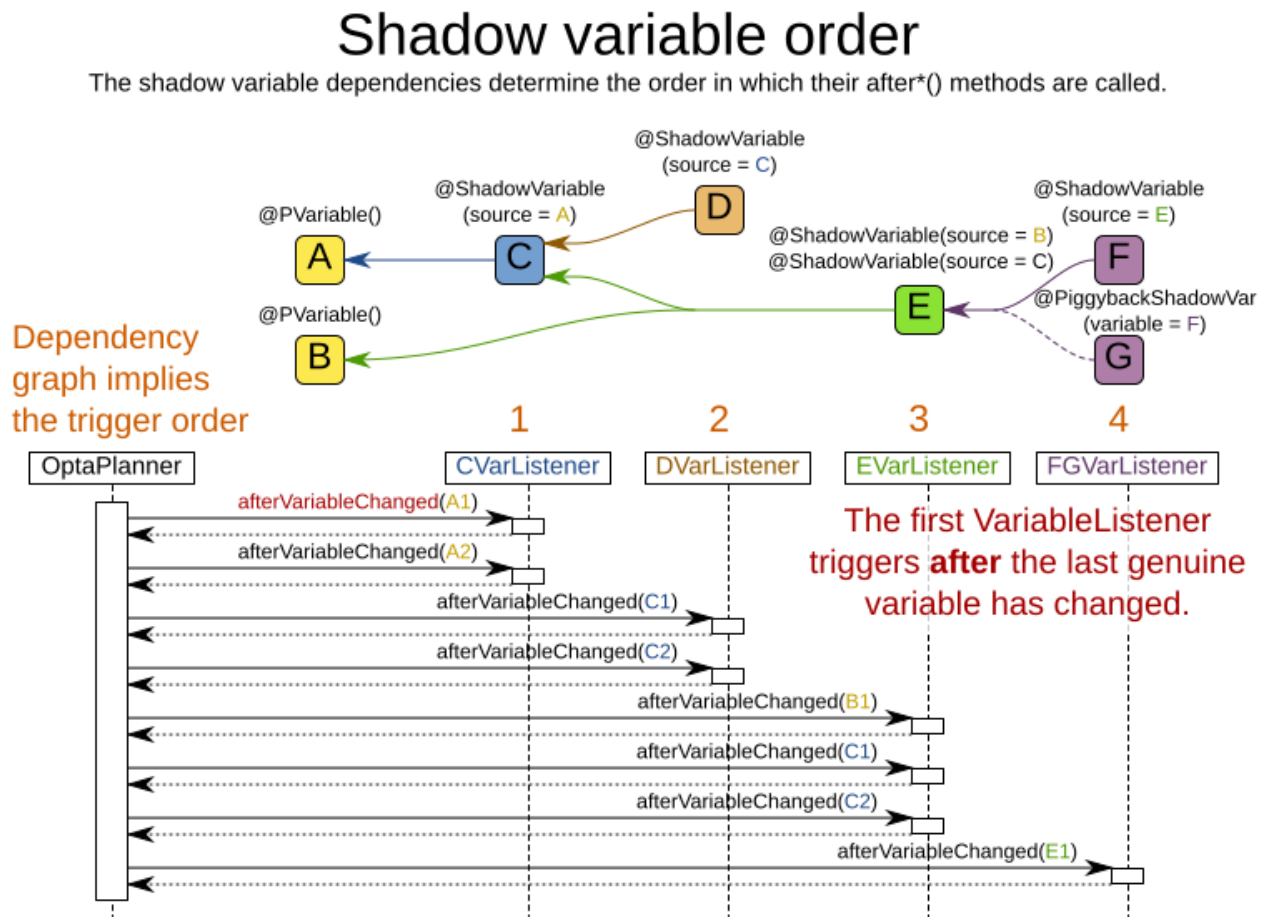 Shadow variable order
The shadow variable dependencies determine the order in which their after*() methods are called.
@ShadowVariable
(source = C)
@ShadowVariable
(source = A)
@ShadowVariable
(source = E)
@PVariable()
D
@ShadowVariable(source = B)
@ShadowVariable(source = C)
A
C
F
@PiggybackShadowVar
(variable = F)
E
@PVariable()
B
G
Dependency
graph implies
the trigger order
1
2
3
4
OptaPlanner
CVarListener
DVarListener
EVarListener
FGVarListener
afterVariableChanged(A1)
The first VariableListener
triggers after the last genuine
variable has changed.
afterVariableChanged(A2)
afterVariableChanged(C1)
afterVariableChanged(C2)
afterVariableChanged(B1)
afterVariableChanged(C1)
afterVariableChanged(C2)
afterVariableChanged(E1)